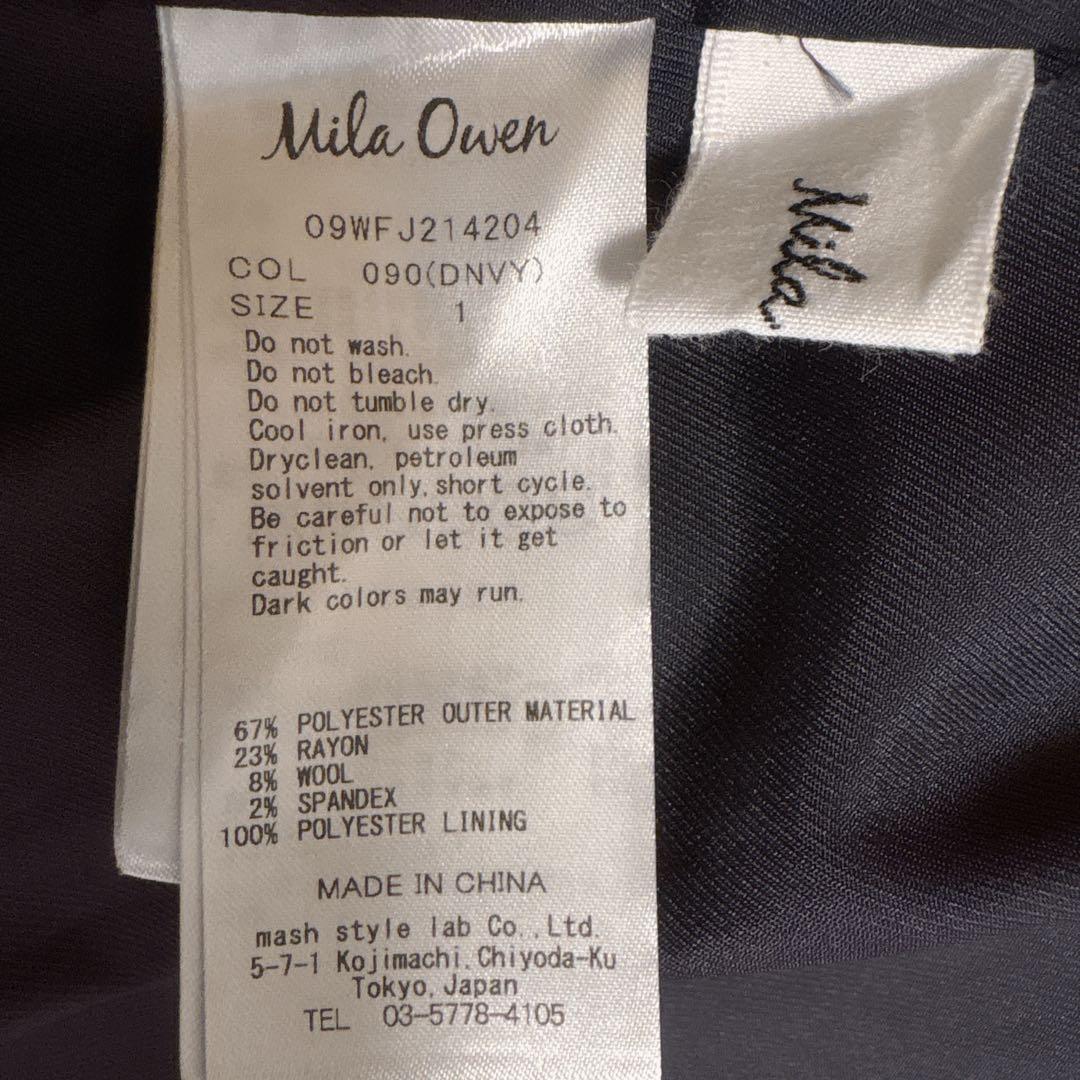 Mila Owen
09WFJ214204
COL 090(DNVY)
SIZE 1
Do not wash.
Do not bleach.
Do not tumble dry.
Cool iron, use press cloth.
Dryclean, petroleum
solvent only, short cycle.
Be careful not to expose to
friction or let it get
caught.
Dark colors may run.
67% POLYESTER OUTER MATERIAL
23% RAYON
8% WOOL
2% SPANDEX
100% POLYESTER LINING
MADE IN CHINA
mash style lab Co.,Ltd.
5-7-1 Kojimachi,Chiyoda-Ku
Tokyo,Japan
TEL 03-5778-4105
Mila